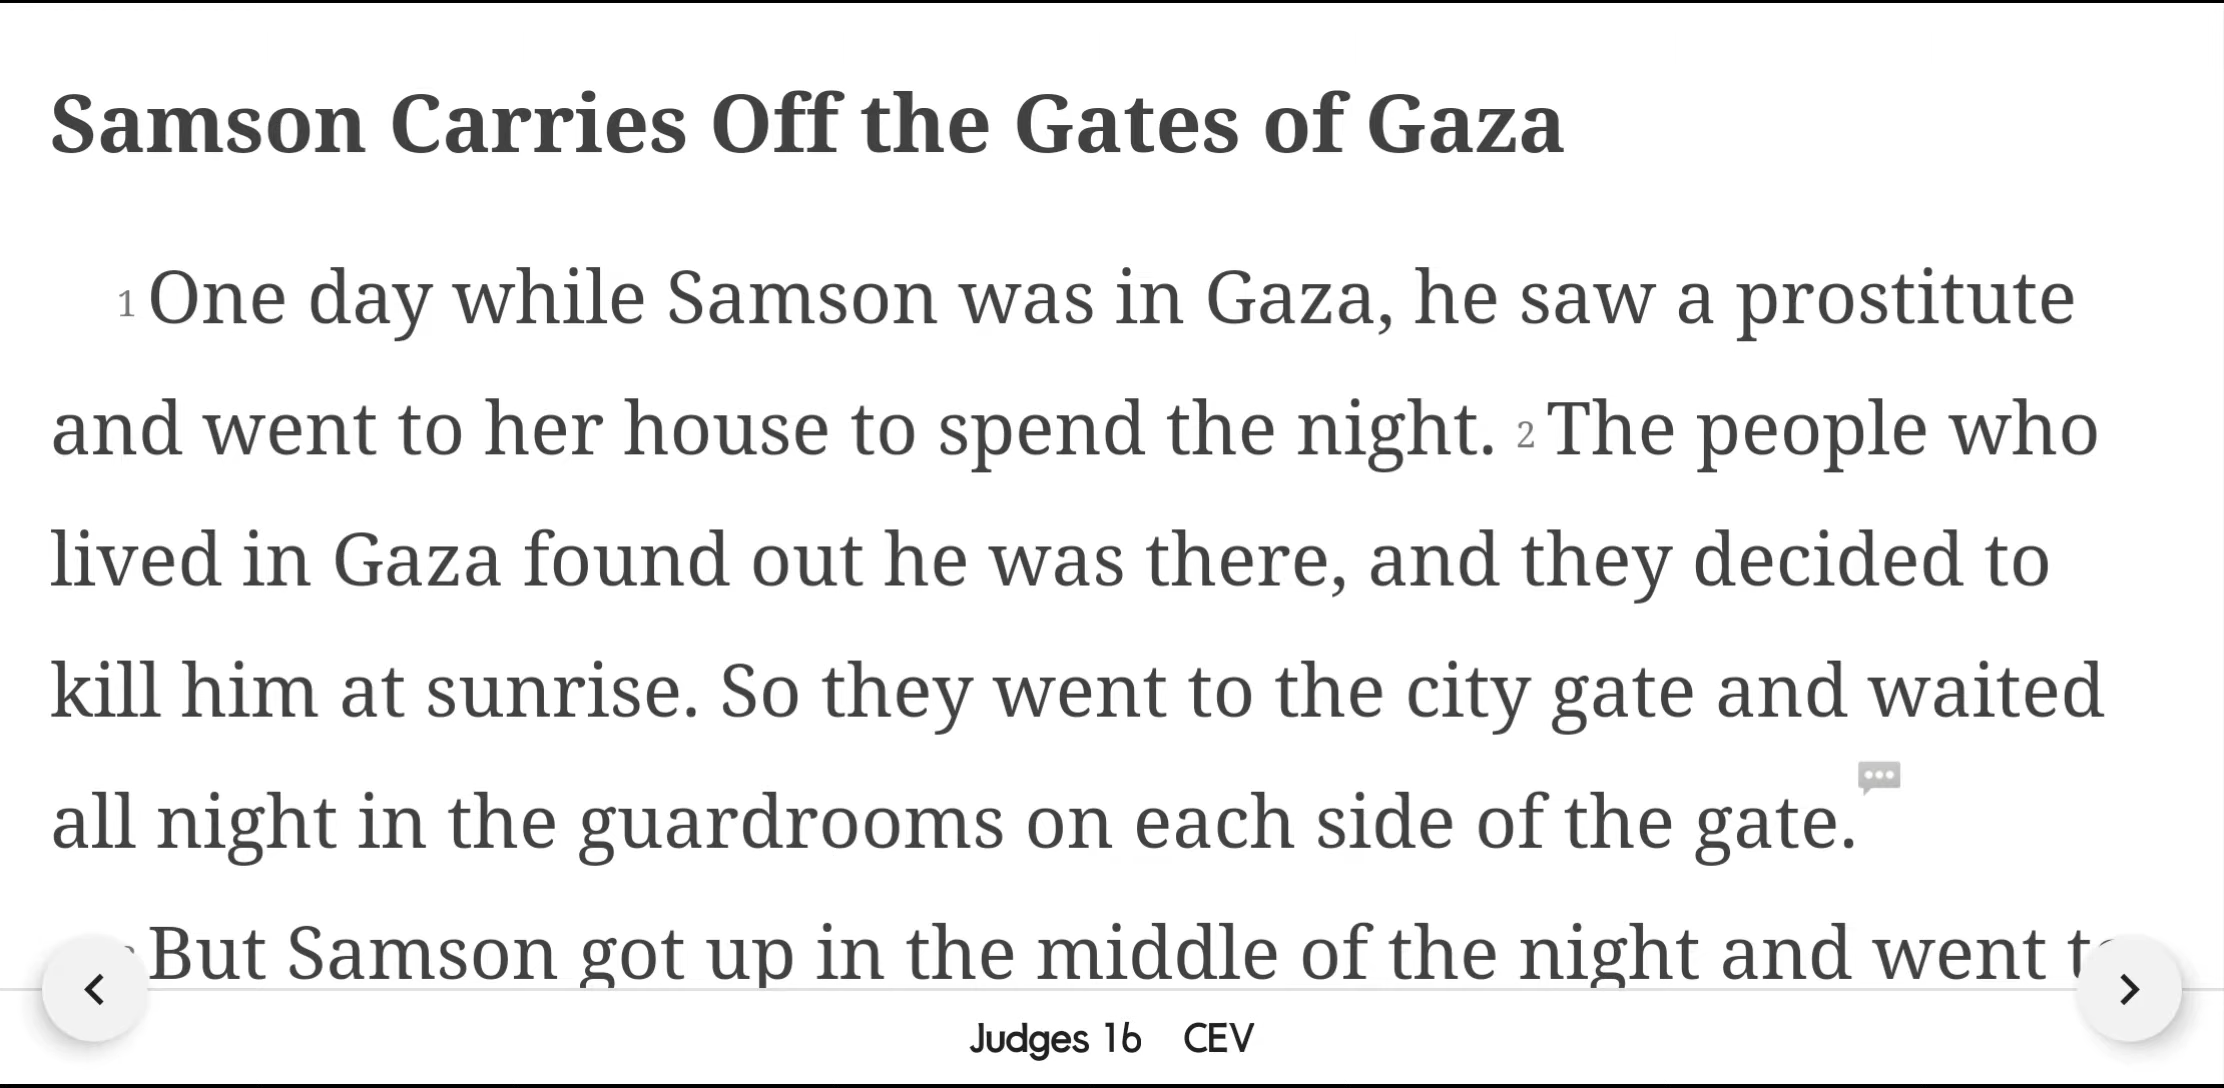 Samson Carries Off the Gates of Gaza
1 One day while Samson was in Gaza, he saw a prostitute
and went to her house to spend the night. 2 The people who
lived in Gaza found out he was there, and they decided to
kill him at sunrise. So they went to the city gate and waited
all night in the guardrooms on each side of the gate.
But Samson got up in the middle of the night and went
Judges 16 CEV